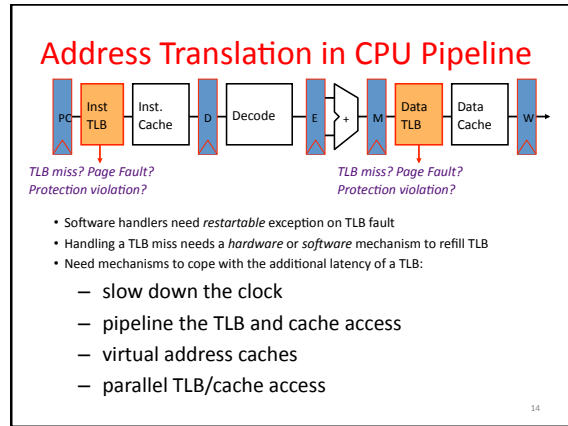 Address Translation in CPU Pipeline
PC
Inst
TLB
Inst.
Cache
D
Decode
E
+
M
Data
TLB
Data
Cache
W
TLB miss? Page Fault?
Protection violation?
TLB miss? Page Fault?
Protection violation?
• Software handlers need restartable exception on TLB fault
• Handling a TLB miss needs a hardware or software mechanism to refill TLB
• Need mechanisms to cope with the additional latency of a TLB:
– slow down the clock
– pipeline the TLB and cache access
– virtual address caches
– parallel TLB/cache access
14